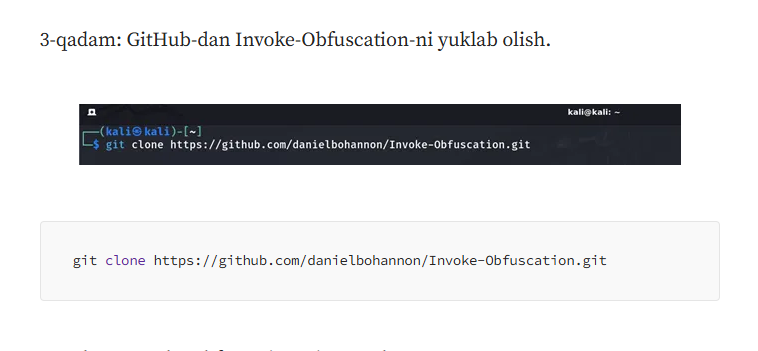 3-qadam: GitHub-dan Invoke-Obfuscation-ni yuklab olish.
kali@kali: ~
(kali㉿kali)-[~]
$ git clone https://github.com/danielbohannon/Invoke-Obfuscation.git
git clone https://github.com/danielbohannon/Invoke-Obfuscation.git